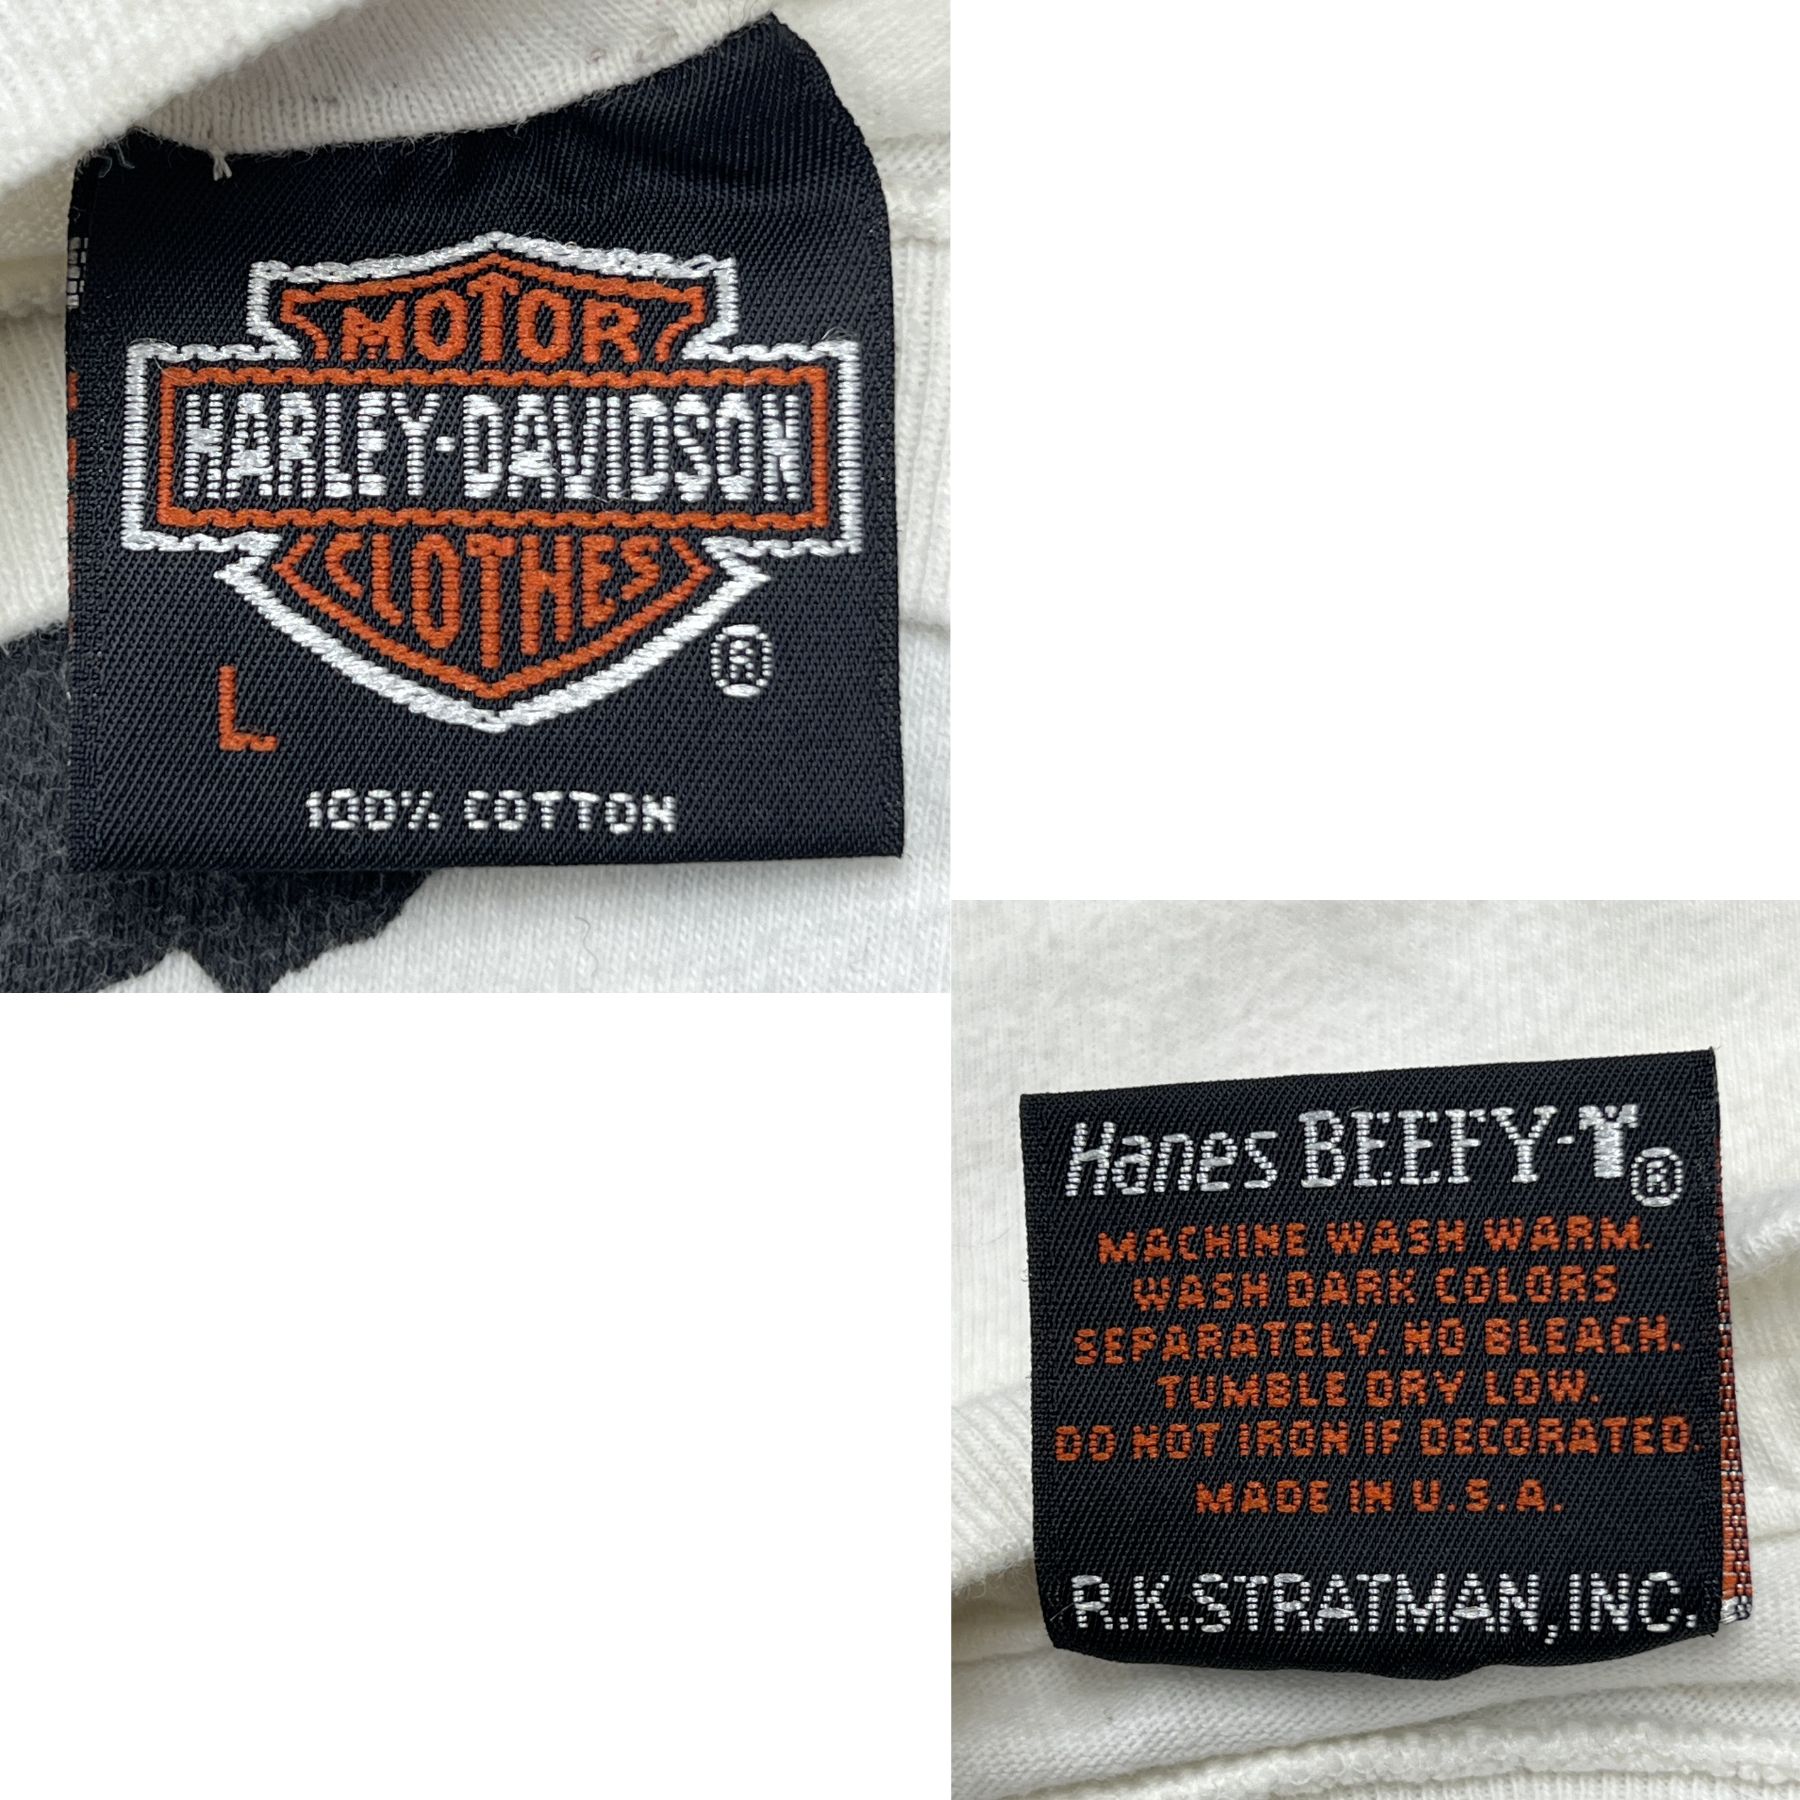 MOTOR
HARLEY-DAVIDSON
CLOTHES
®
L
100% COTTON
Hanes BEEFY-T®
MACHINE WASH WARM.
WASH DARK COLORS
SEPARATELY. NO BLEACH.
TUMBLE DRY LOW.
DO NOT IRON IF DECORATED.
MADE IN U.S.A.
R.K.STRATMAN,INC.